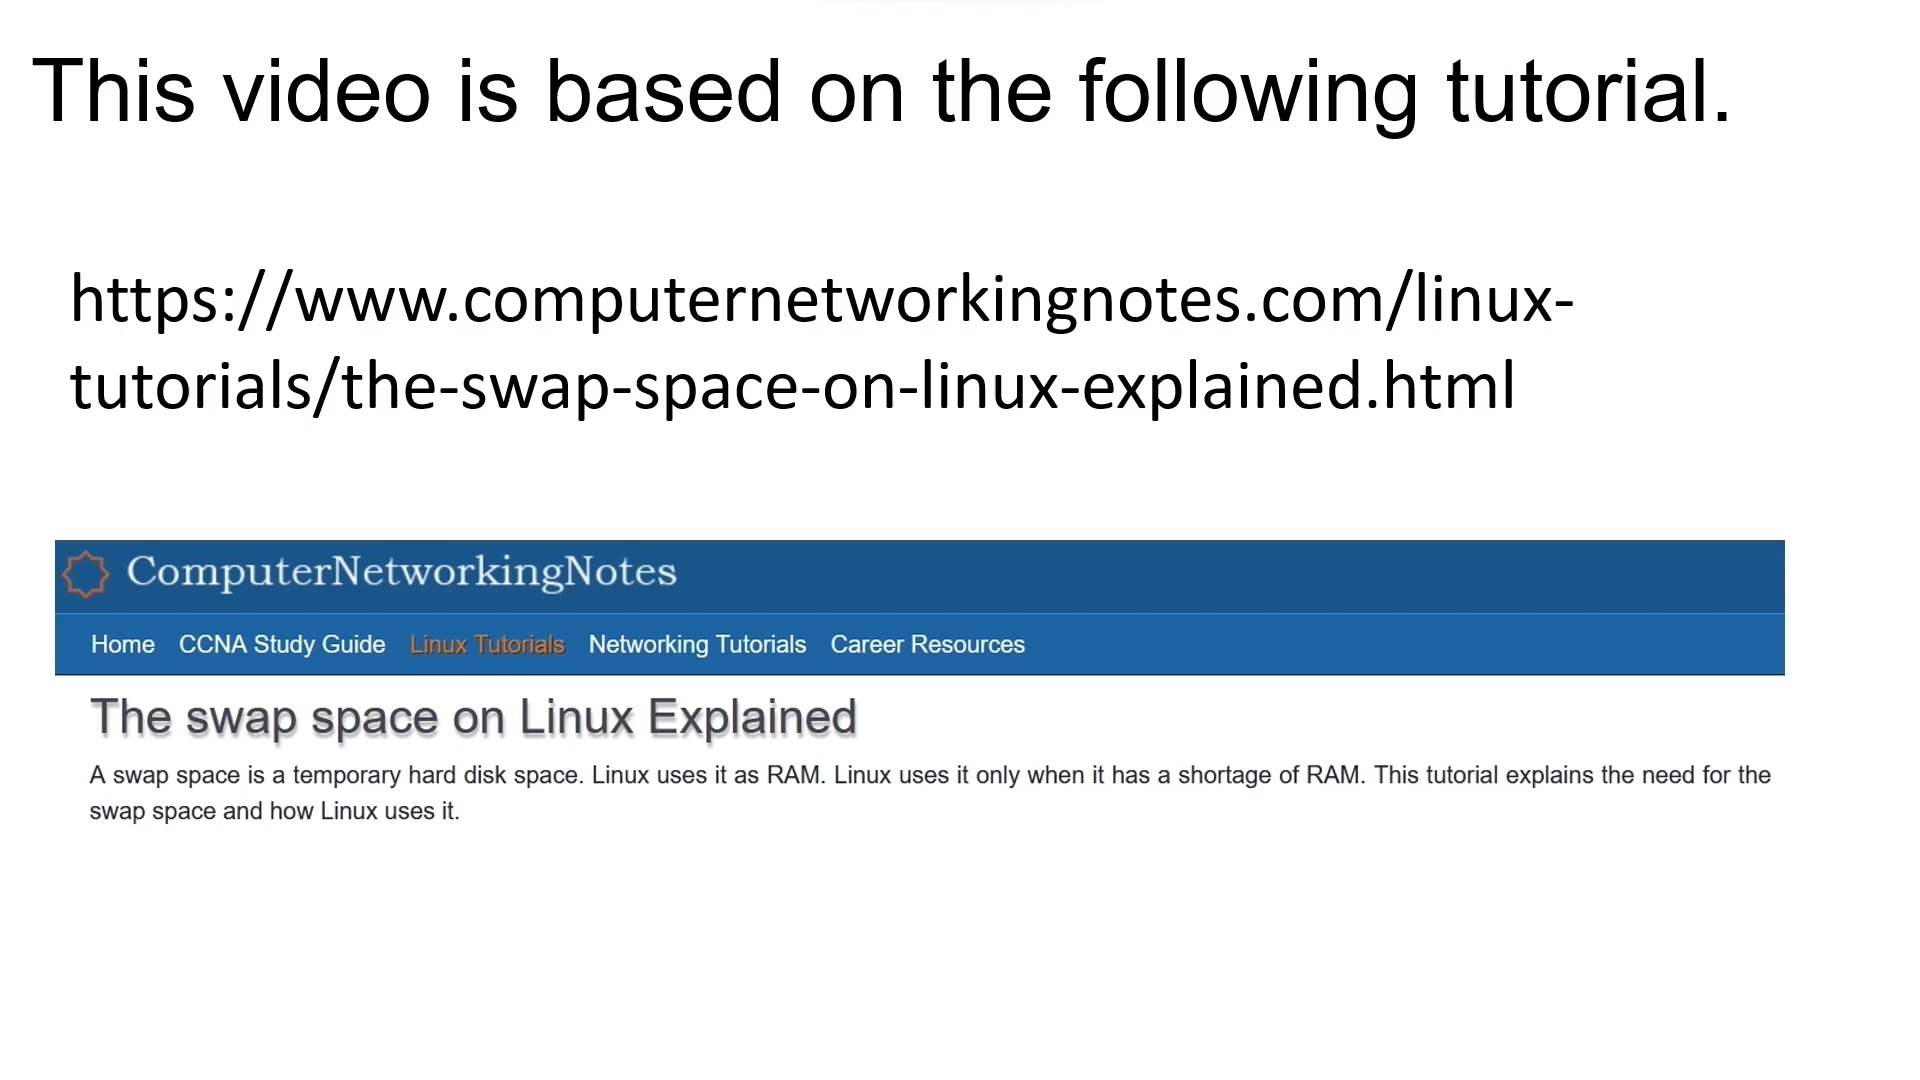 This video is based on the following tutorial.
https://www.computernetworkingnotes.com/linux-
tutorials/the-swap-space-on-linux-explained.html
ComputerNetworkingNotes
Home CCNA Study Guide Linux Tutorials Networking Tutorials Career Resources
The swap space on Linux Explained
A swap space is a temporary hard disk space. Linux uses it as RAM. Linux uses it only when it has a shortage of RAM. This tutorial explains the need for the
swap space and how Linux uses it.